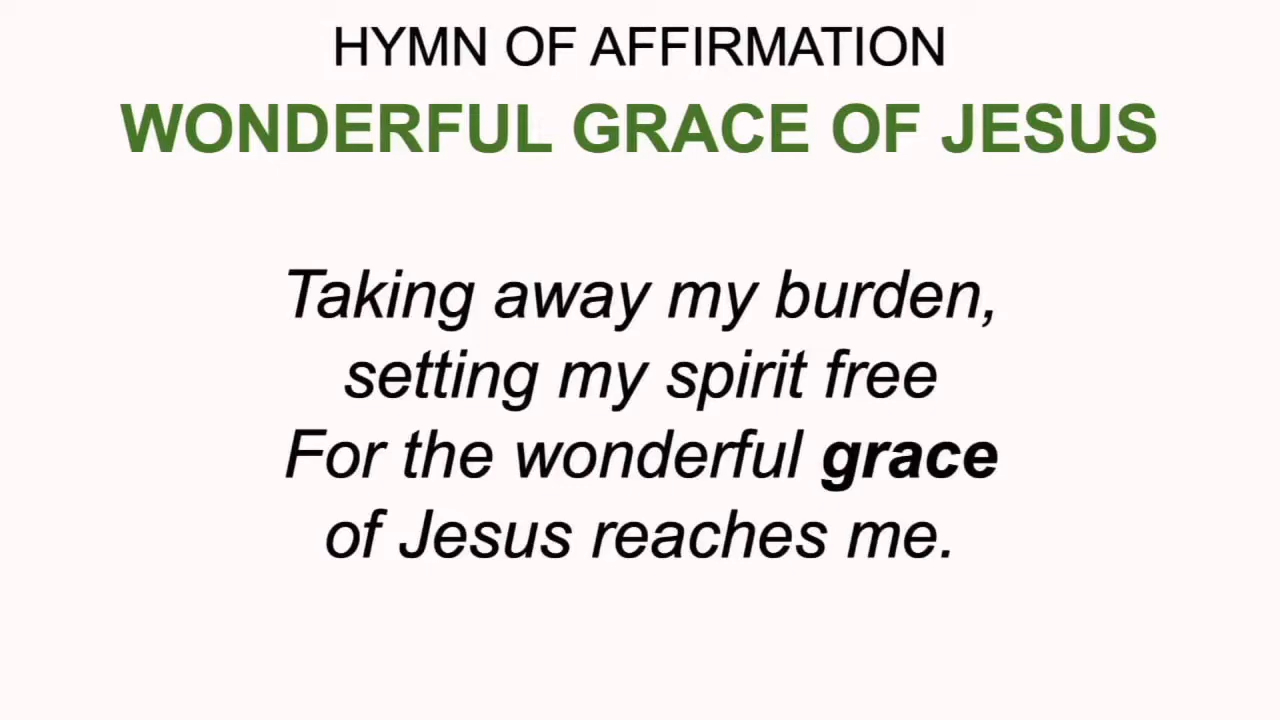 HYMN OF AFFIRMATION
WONDERFUL GRACE OF JESUS
Taking away my burden,
setting my spirit free
For the wonderful grace
of Jesus reaches me.